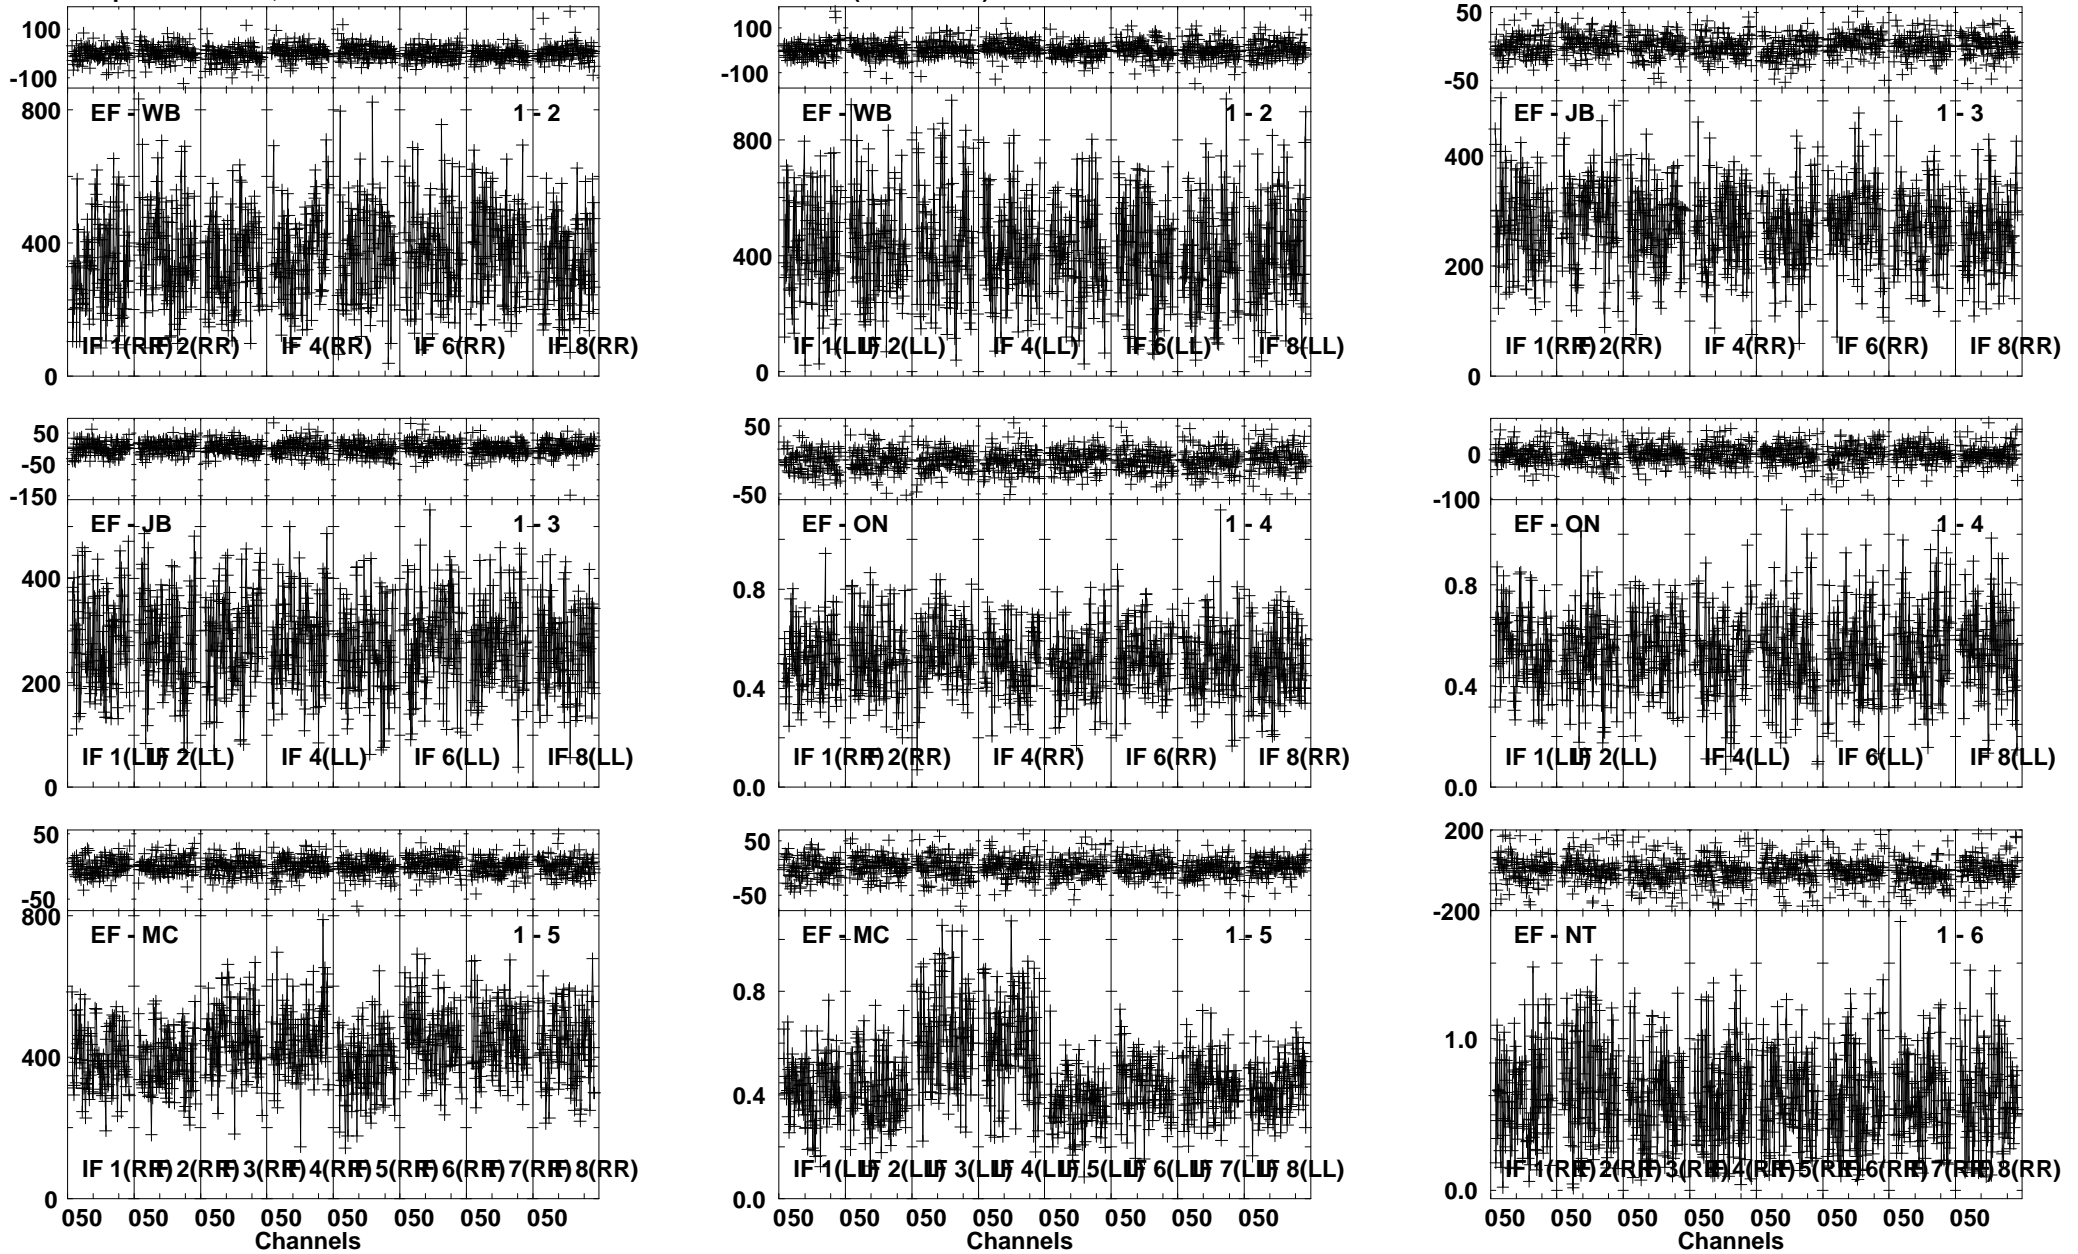 100
-100
800
400
0
EF - WB 1 - 2
IF 1(RR) IF 2(RR) IF 4(RR) IF 6(RR) IF 8(RR)
100
-100
800
400
0
EF - WB 1 - 2
IF 1(LL) IF 2(LL) IF 4(LL) IF 6(LL) IF 8(LL)
50
-50
400
200
0
EF - JB 1 - 3
IF 1(RR) IF 2(RR) IF 4(RR) IF 6(RR) IF 8(RR)
50
-50
-150
400
200
0
EF - JB 1 - 3
IF 1(LL) IF 2(LL) IF 4(LL) IF 6(LL) IF 8(LL)
50
-50
0.8
0.4
0.0
EF - ON 1 - 4
IF 1(RR) IF 2(RR) IF 4(RR) IF 6(RR) IF 8(RR)
0
-100
0.8
0.4
0.0
EF - ON 1 - 4
IF 1(LL) IF 2(LL) IF 4(LL) IF 6(LL) IF 8(LL)
50
-50
800
400
0
EF - MC 1 - 5
IF 1(RR) IF 2(RR) IF 3(RR) IF 4(RR) IF 5(RR) IF 6(RR) IF 7(RR) IF 8(RR)
050 050 050 050 050 050 050 050
Channels
50
-50
0.8
0.4
0.0
EF - MC 1 - 5
IF 1(LL) IF 2(LL) IF 3(LL) IF 4(LL) IF 5(LL) IF 6(LL) IF 7(LL) IF 8(LL)
050 050 050 050 050 050 050 050
Channels
200
-200
1.0
0.0
EF - NT 1 - 6
IF 1(RR) IF 2(RR) IF 3(RR) IF 4(RR) IF 5(RR) IF 6(RR) IF 7(RR) IF 8(RR)
050 050 050 050 050 050 050 050
Channels